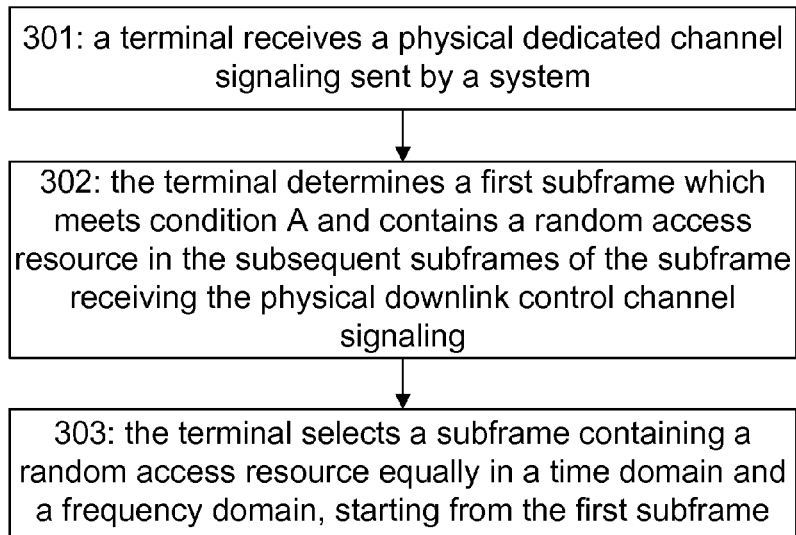 301: a terminal receives a physical dedicated channel
signaling sent by a system
302: the terminal determines a first subframe which
meets condition A and contains a random access
resource in the subsequent subframes of the subframe
receiving the physical downlink control channel
signaling
303: the terminal selects a subframe containing a
random access resource equally in a time domain and
a frequency domain, starting from the first subframe